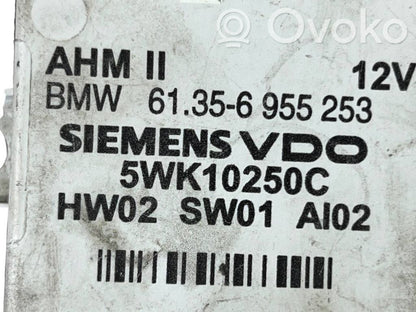 Ovoko
AHM II 12V
BMW 61.35-6 955 253
SIEMENS VDO
5WK10250C
HW02 SW01 AI02